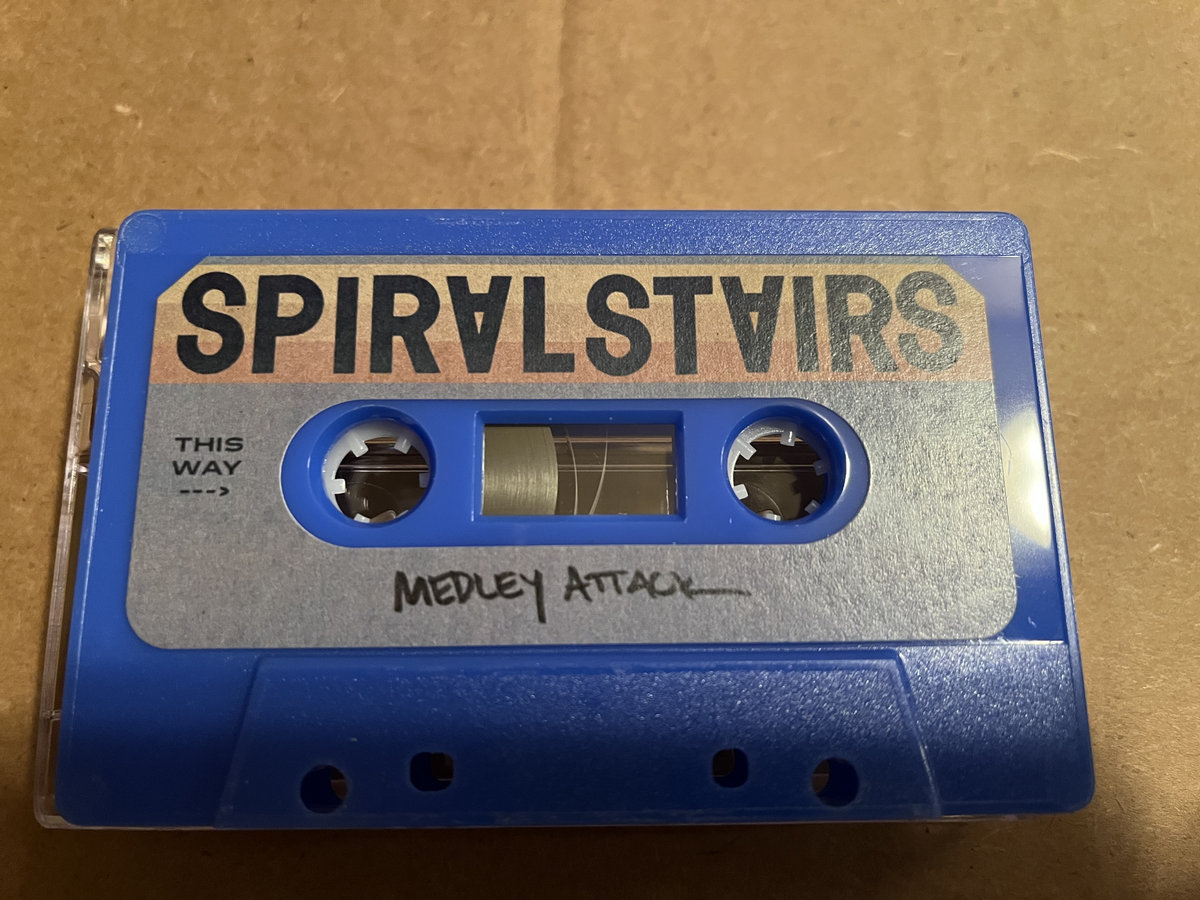 SPIRALSTAIRS
THIS
WAY
--->
MEDLEY ATTACK